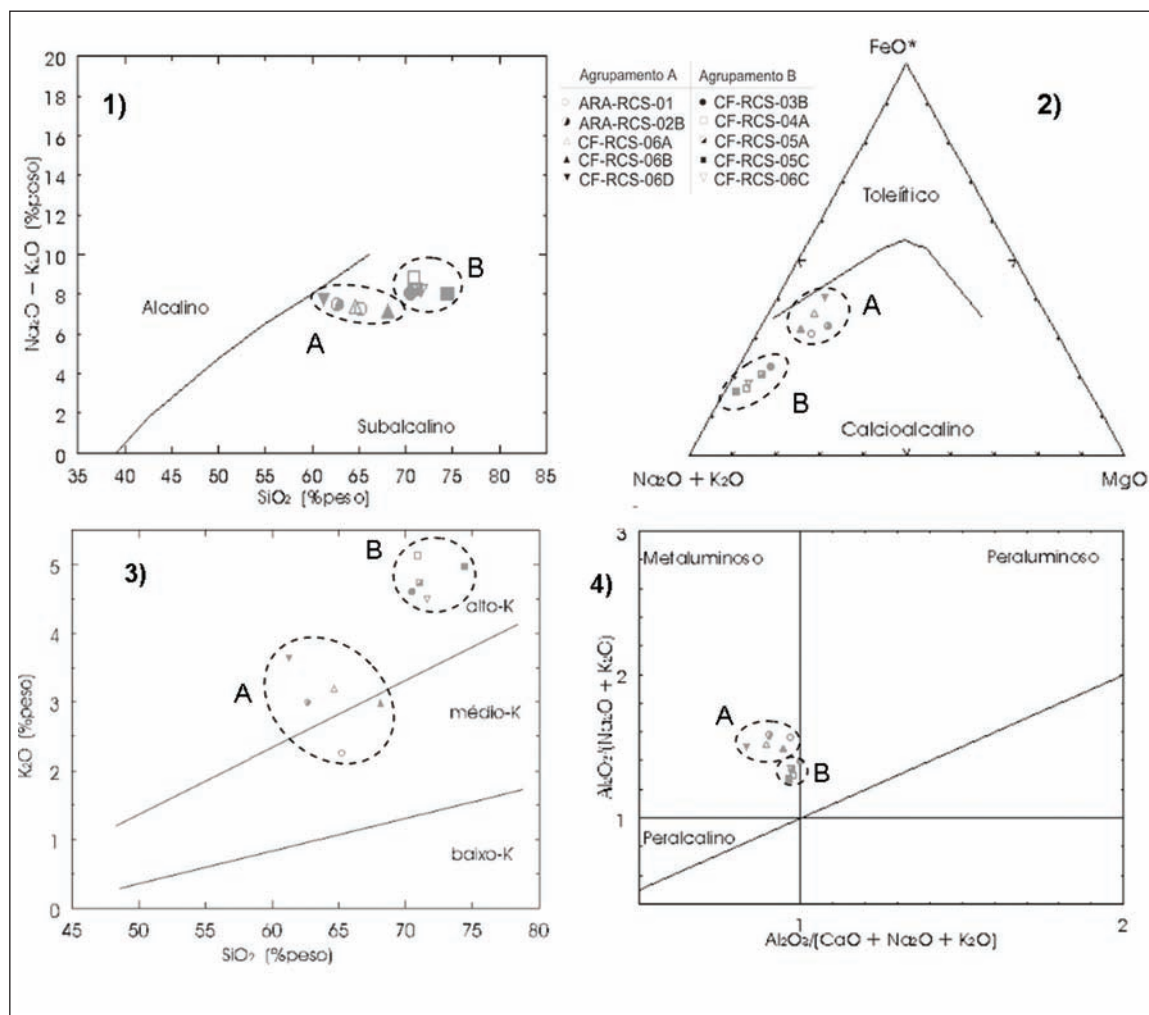 1)
20
18
16
14
12
10
8
6
4
2
0
Na₂O – K₂O [%peso]
Alcalino
A
B
Subalcalino
35 40 45 50 55 60 65 70 75 80 85
SiO₂ [%peso]
Agrupamento A
ARA-RCS-01
ARA-RCS-02B
CF-RCS-06A
CF-RCS-06B
CF-RCS-06D
Agrupamento B
CF-RCS-03B
CF-RCS-04A
CF-RCS-05A
CF-RCS-05C
CF-RCS-06C
2)
FeO*
Toleítico
A
B
Calcioalcalino
Na₂O + K₂O
MgO
3)
5
4
3
2
1
0
K₂O (%peso)
B
alto-K
A
médio-K
baixo-K
45 50 55 60 65 70 75 80
SiO₂ (%peso)
4)
3
2
1
Al₂O₃/(Na₂O + K₂O)
Metaluminoso
Peraluminoso
A
B
Peralcalino
1 2
Al₂O₃/[CaO + Na₂O + K₂O]